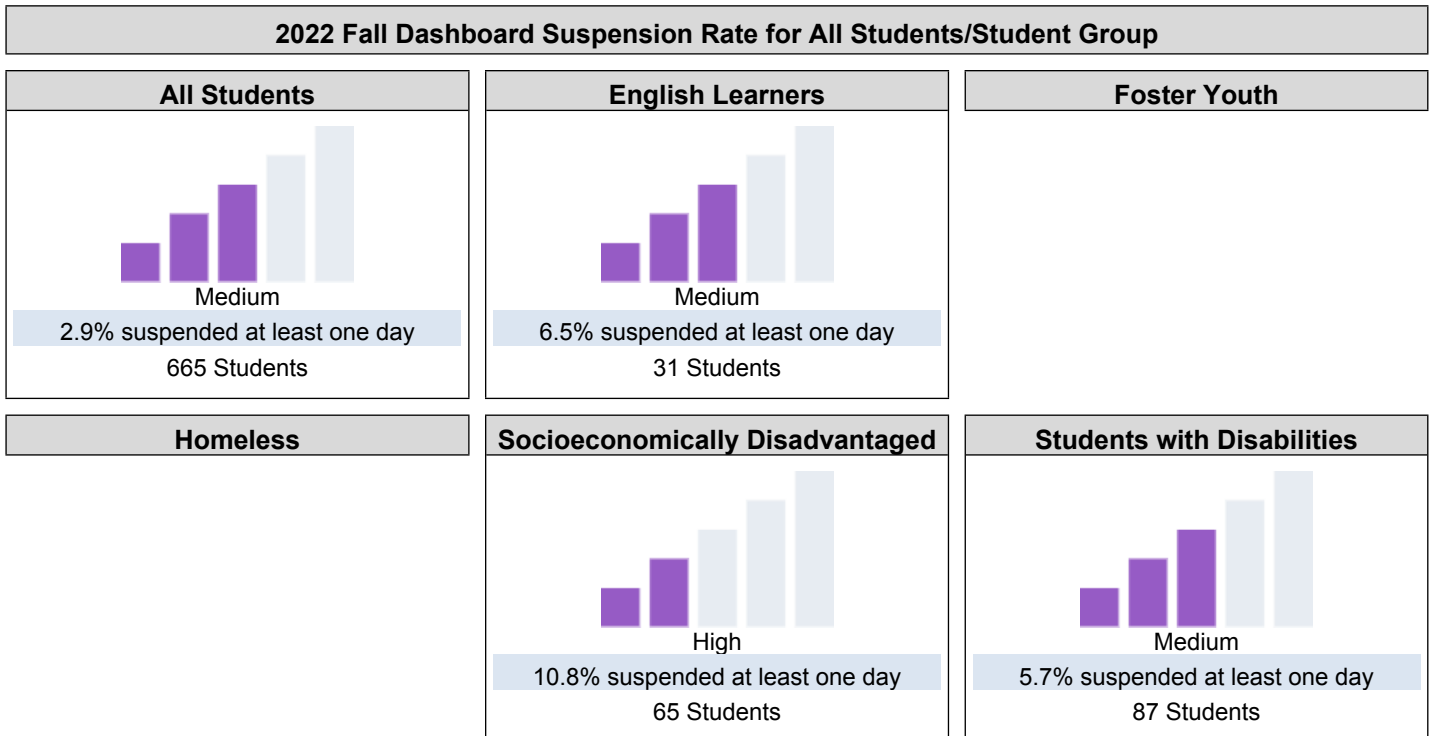 2022 Fall Dashboard Suspension Rate for All Students/Student Group
All Students
Medium
2.9% suspended at least one day
665 Students
English Learners
Medium
6.5% suspended at least one day
31 Students
Foster Youth
Homeless
Socioeconomically Disadvantaged
High
10.8% suspended at least one day
65 Students
Students with Disabilities
Medium
5.7% suspended at least one day
87 Students